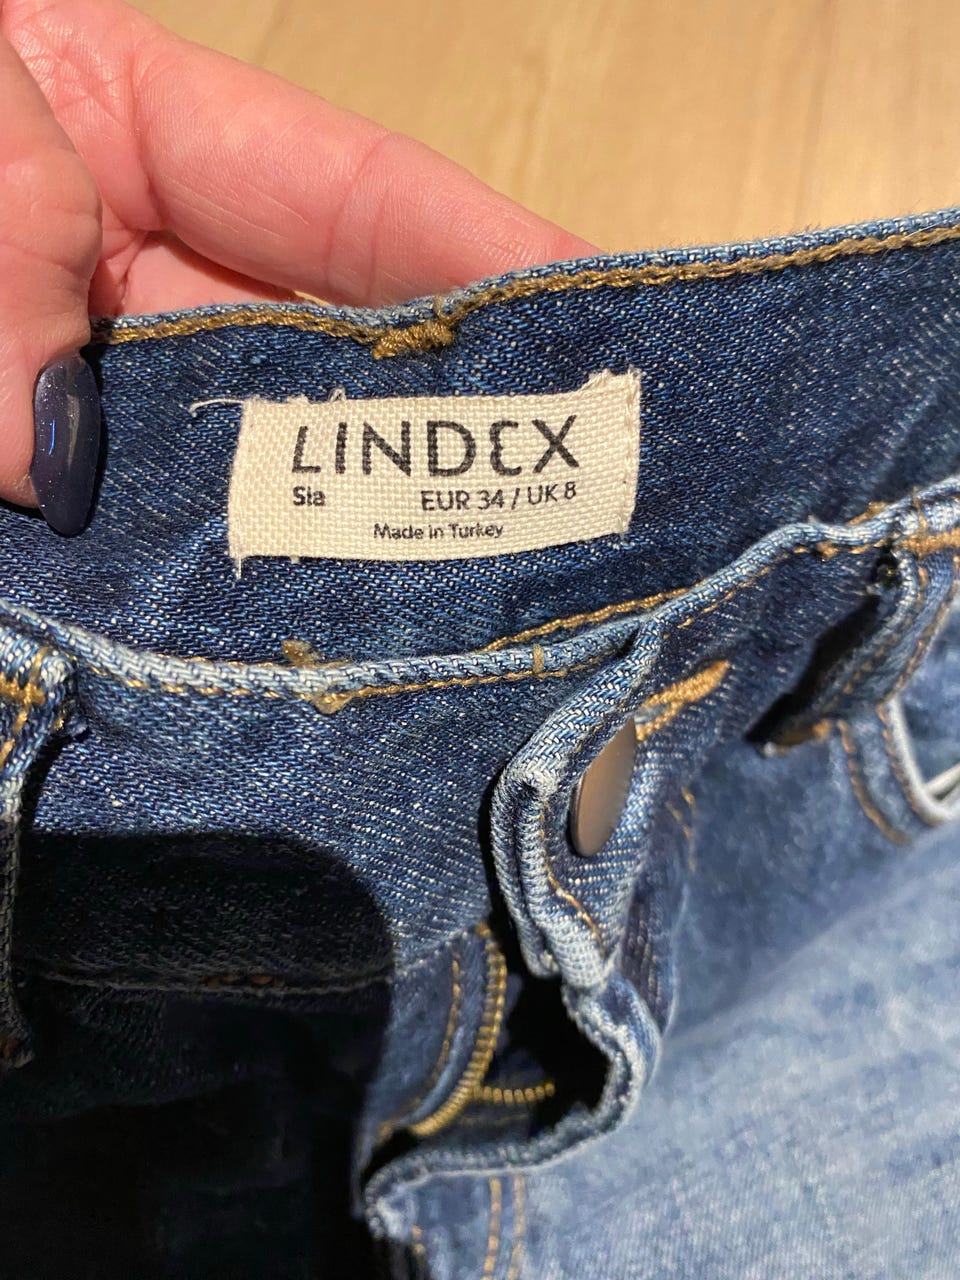 LINDEX
Sia EUR 34 / UK 8
Made in Turkey